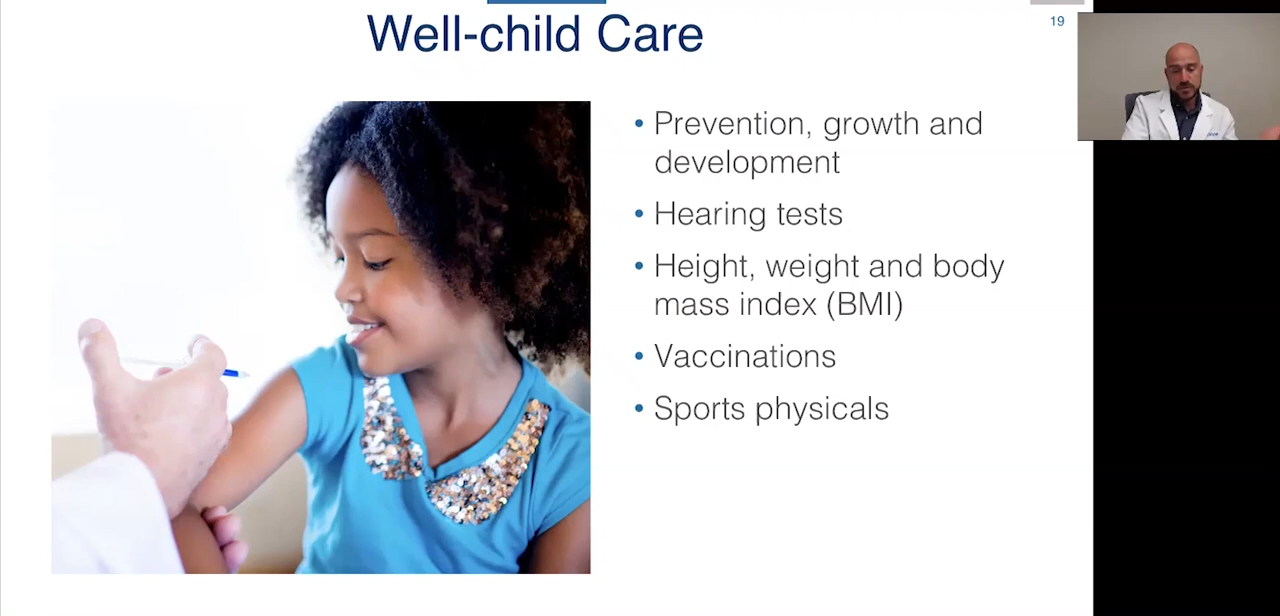 Well-child Care
19
• Prevention, growth and
development
• Hearing tests
• Height, weight and body
mass index (BMI)
• Vaccinations
• Sports physicals